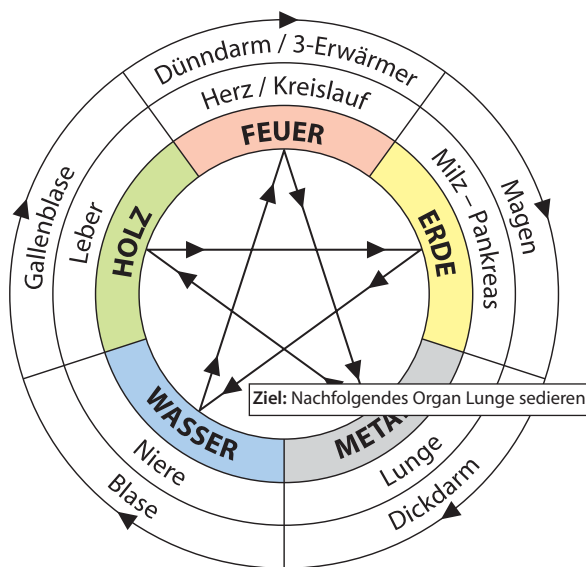 Dünndarm / 3-Erwärmer
Herz / Kreislauf
FEUER
Gallenblase
Leber
HOLZ
ERDE
Milz – Pankreas
Magen
Ziel: Nachfolgendes Organ Lunge sedieren
WASSER
Niere
Blase
Lunge
Dickdarm